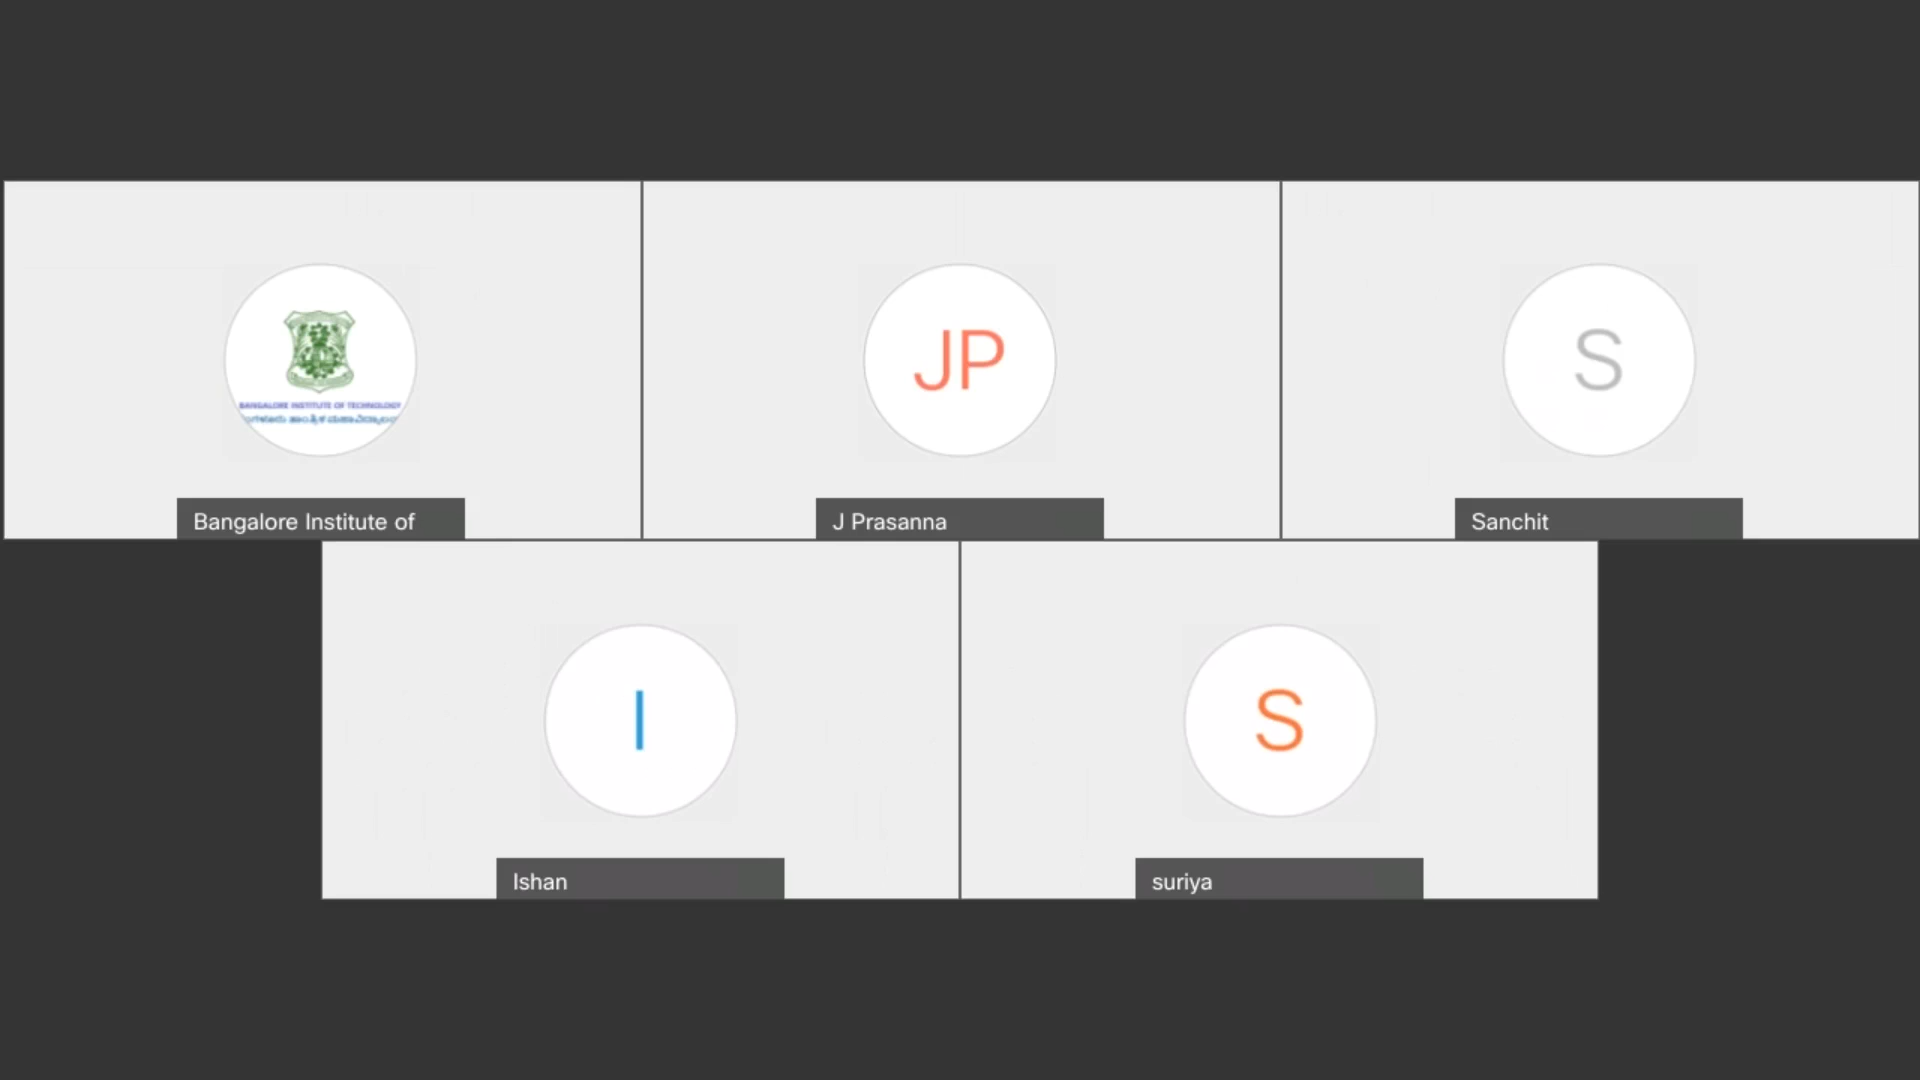 BANGALORE INSTITUTE OF TECHNOLOGY
JP
S
Bangalore Institute of
J Prasanna
Sanchit
I
S
Ishan
suriya